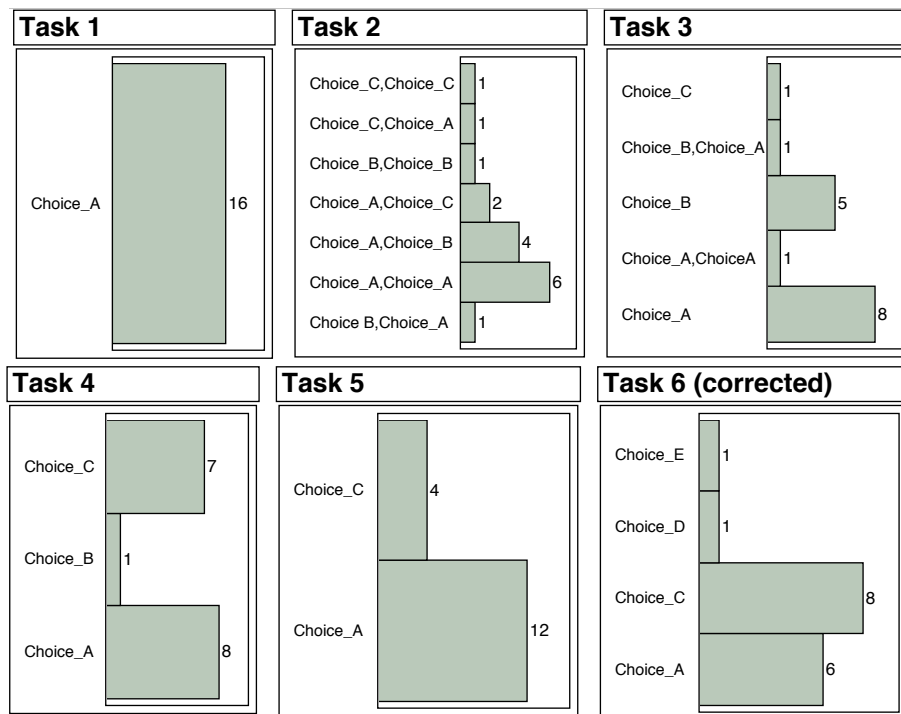 Task 1
Choice_A
16
Task 2
Choice_C,Choice_C
1
Choice_C,Choice_A
1
Choice_B,Choice_B
1
Choice_A,Choice_C
2
Choice_A,Choice_B
4
Choice_A,Choice_A
6
Choice B,Choice_A
1
Task 3
Choice_C
1
Choice_B,Choice_A
1
Choice_B
5
Choice_A,ChoiceA
1
Choice_A
8
Task 4
Choice_C
7
Choice_B
1
Choice_A
8
Task 5
Choice_C
4
Choice_A
12
Task 6 (corrected)
Choice_E
1
Choice_D
1
Choice_C
8
Choice_A
6